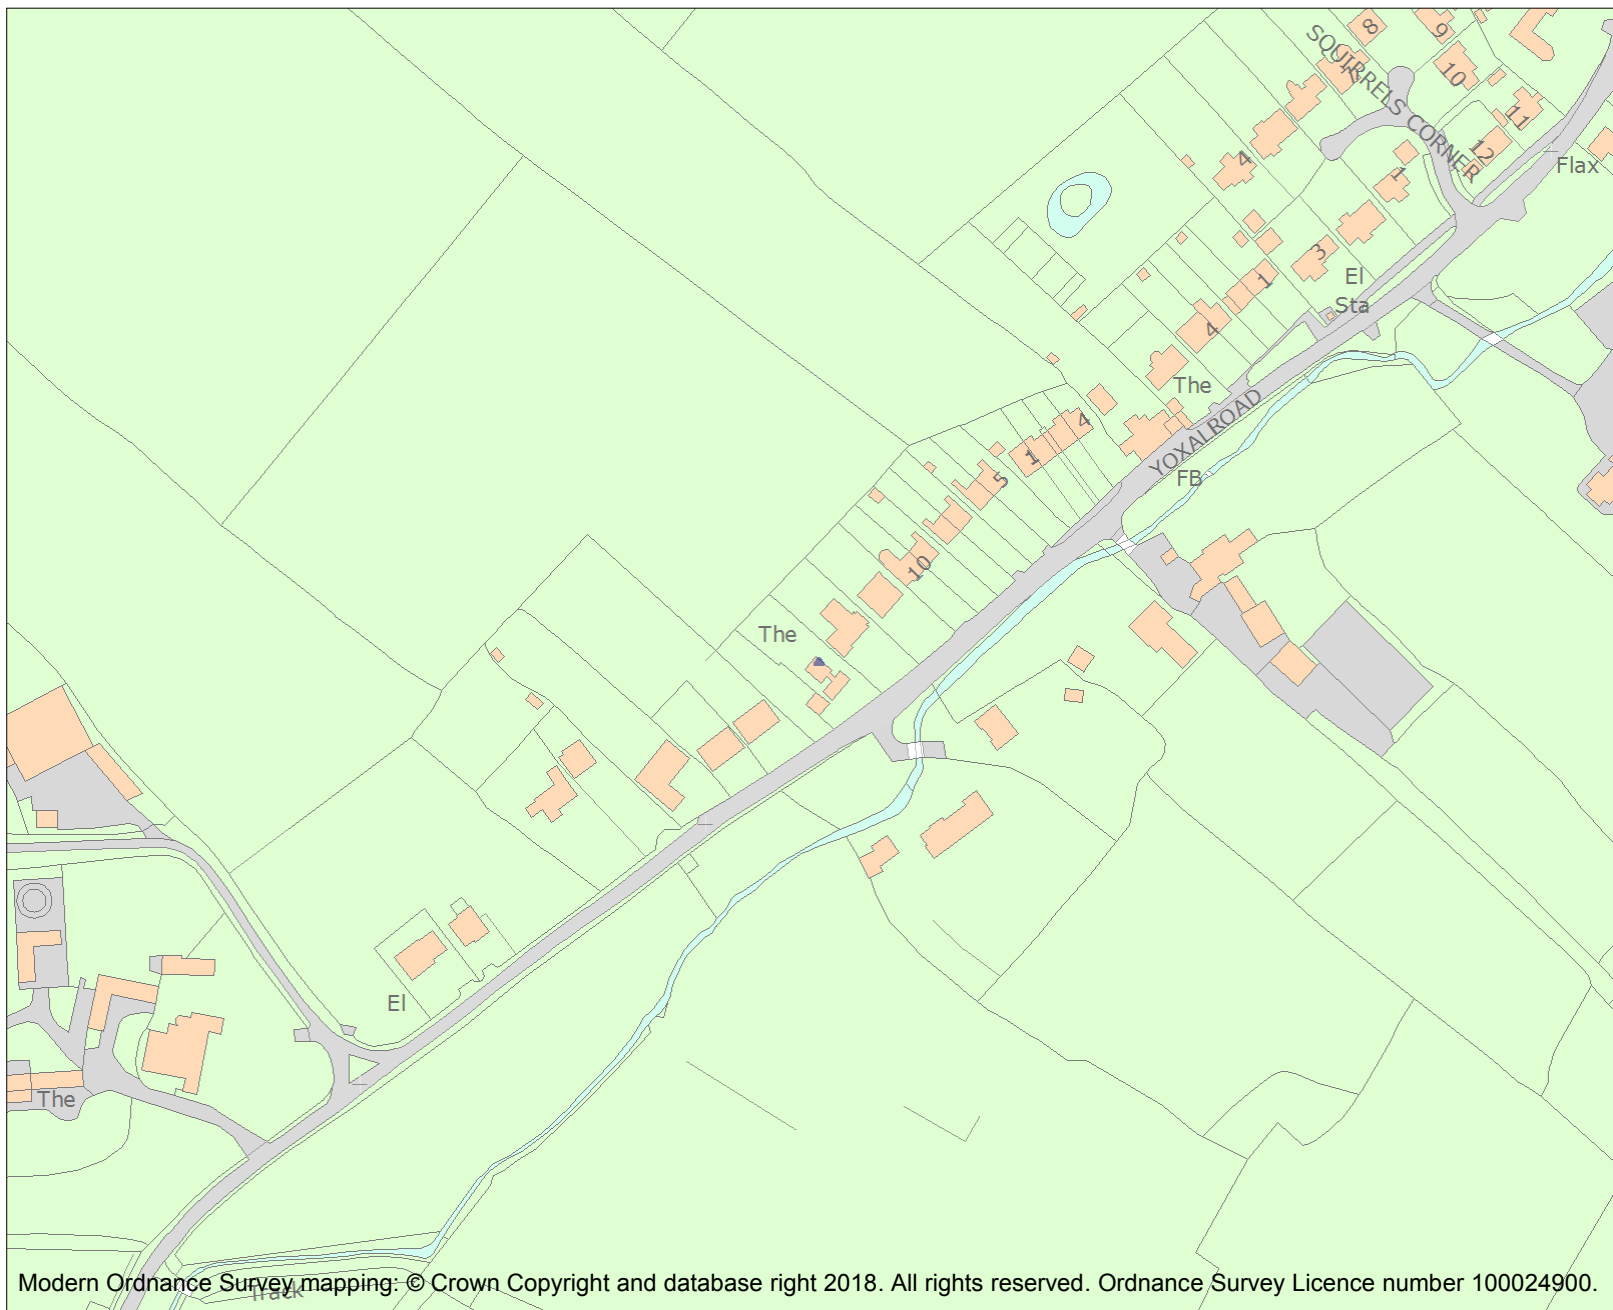 8
9
SQUIRRELS CORNER
10
11
12
4
Flax
1
3
1
El
Sta
4
The
4
YOXALROAD
1
FB
5
10
The
El
The
Track
Modern Ordnance Survey mapping: © Crown Copyright and database right 2018. All rights reserved. Ordnance Survey Licence number 100024900.